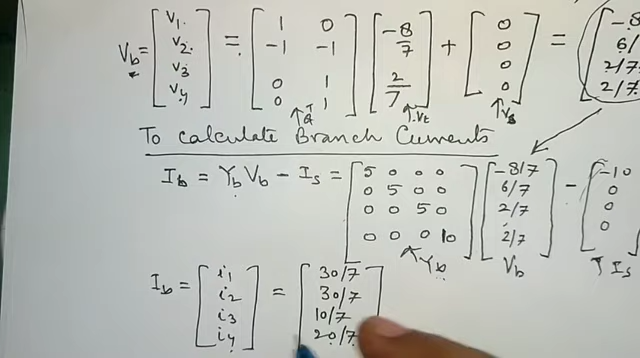 Vb = [v1 v2 v3 v4] = [1 0 -1 -1 0 1 0 1] [-8/7 2/7] + [0 0 0 0] = [-8 6/ 2/7 2/7
QT Vt Vs
To calculate Branch Currents
Ib = Yb Vb - Is = [5 0 0 0 0 5 0 0 0 0 5 0 0 0 0 10] [-8/7 6/7 2/7 2/7] - [-10 0 0 0
Yb Vb Is
Ib = [i1 i2 i3 i4] = [30/7 30/7 10/7 20/7]